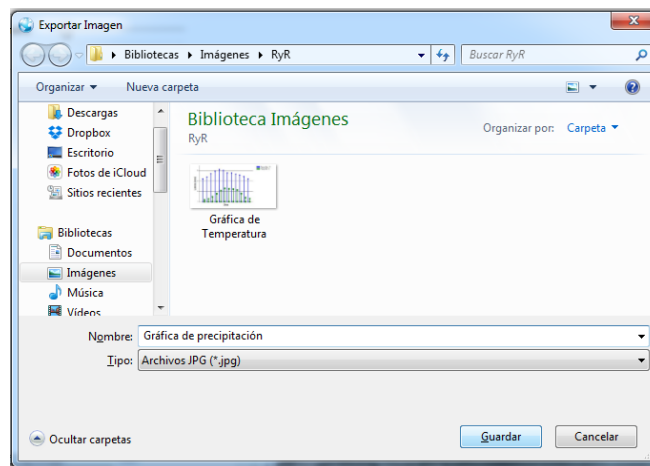 Exportar Imagen
Bibliotecas ▸ Imágenes ▸ RyR
Buscar RyR
Organizar
Nueva carpeta
Descargas
Dropbox
Escritorio
Fotos de iCloud
Sitios recientes
Bibliotecas
Documentos
Imágenes
Música
Vídeos
Biblioteca Imágenes
RyR
Organizar por: Carpeta
Gráfica de
Temperatura
Nombre: Gráfica de precipitación
Tipo: Archivos JPG (*.jpg)
Ocultar carpetas
Guardar
Cancelar